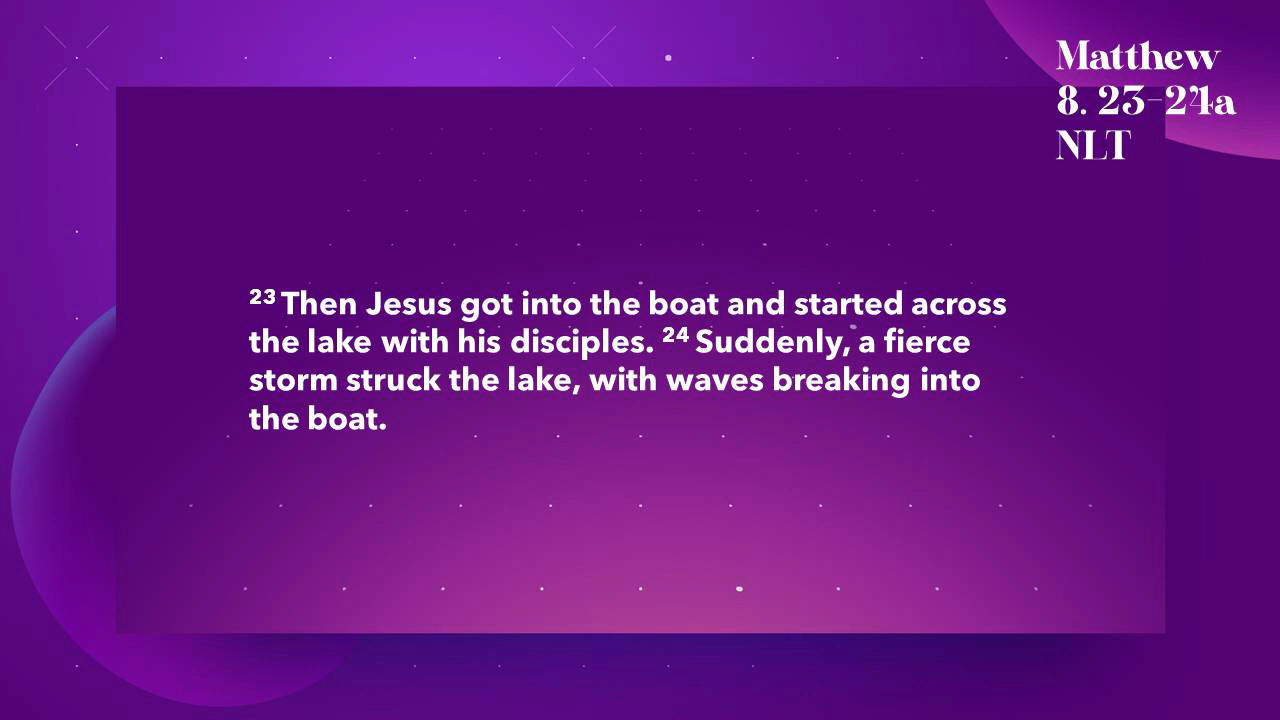 Matthew
8. 23-24a
NLT
23 Then Jesus got into the boat and started across
the lake with his disciples. 24 Suddenly, a fierce
storm struck the lake, with waves breaking into
the boat.